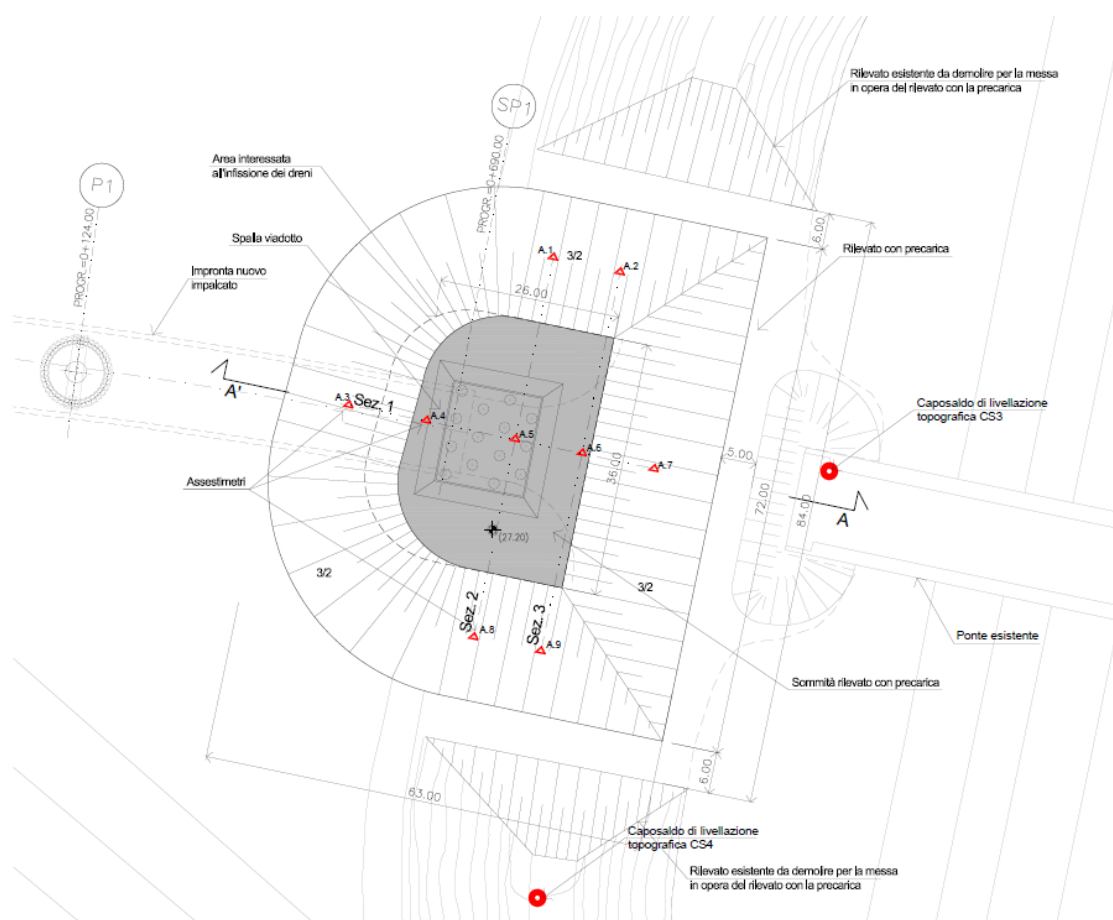 Rilevato esistente da demolire per la messa
in opera del rilevato con la precarica
SP1
P1
PROGR.=0+690.00
PROGR.=0+124.00
Area interessata
all'infissione dei dreni
Spalla viadotto
Impronta nuovo
impalcato
A.1
3/2
A.2
26.00
6.00
Rilevato con precarica
A'
A.3
Sez. 1
A.4
A.5
A.6
A.7
36.00
5.00
72.00
84.00
Caposaldo di livellazione
topografica CS3
A
Assestimetri
(27.20)
3/2
3/2
Sez. 2
A.8
Sez. 3
A.9
Ponte esistente
Sommità rilevato con precarica
63.00
6.00
Caposaldo di livellazione
topografica CS4
Rilevato esistente da demolire per la messa
in opera del rilevato con la precarica